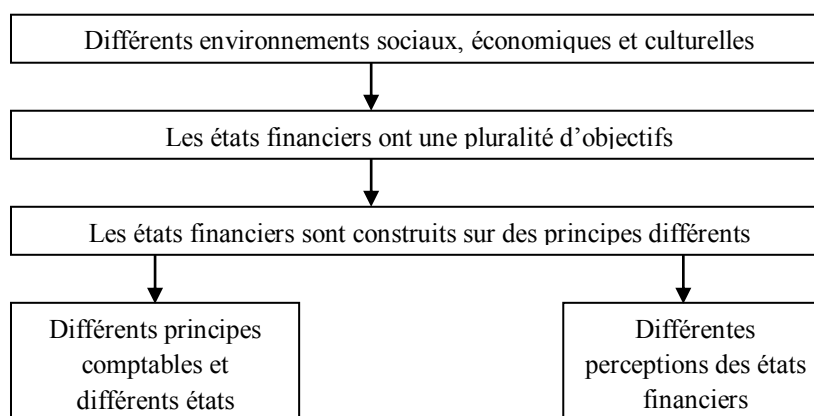 Différents environnements sociaux, économiques et culturelles
Les états financiers ont une pluralité d’objectifs
Les états financiers sont construits sur des principes différents
Différents principes
comptables et
différents états
Différentes
perceptions des états
financiers